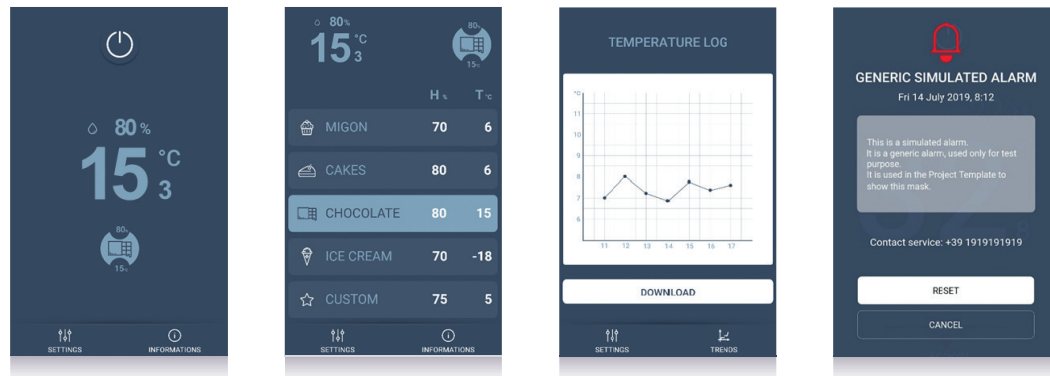 80 %
15 °C
3
80%
15°C
SETTINGS
INFORMATIONS
80%
15 °C
3
80%
15°C
H % T °C
MIGON 70 6
CAKES 80 6
CHOCOLATE 80 15
ICE CREAM 70 -18
CUSTOM 75 5
SETTINGS
INFORMATIONS
TEMPERATURE LOG
°C
11
10
9
8
7
6
11 12 13 14 15 16 17
DOWNLOAD
SETTINGS
TRENDS
GENERIC SIMULATED ALARM
Fri 14 July 2019, 8:12
This is a simulated alarm.
It is a generic alarm, used only for test
purpose.
It is used in the Project Template to
show this mask.
Contact service: +39 1919191919
RESET
CANCEL